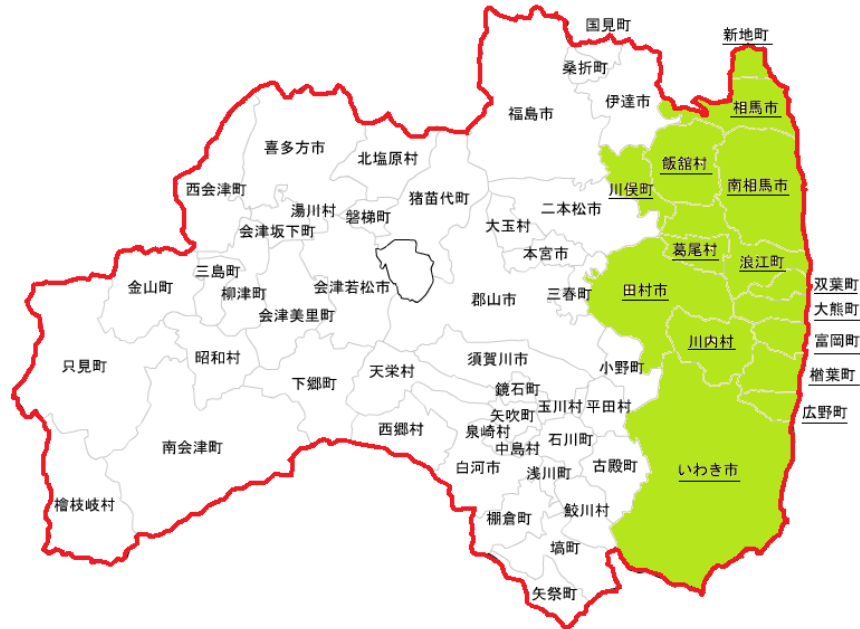 国見町
新地町
桑折町
伊達市
相馬市
福島市
喜多方市
北塩原村
飯舘村
西会津町
猪苗代町
川俣町
南相馬市
湯川村
磐梯町
二本松市
会津坂下町
大玉村
本宮市
葛尾村
浪江町
三島町
金山町
柳津町
会津若松市
郡山市
三春町
田村市
双葉町
大熊町
会津美里町
川内村
富岡町
只見町
昭和村
須賀川市
小野町
下郷町
天栄村
楢葉町
鏡石町
矢吹町
玉川村
平田村
広野町
西郷村
泉崎村
南会津町
中島村
石川町
白河市
浅川町
古殿町
いわき市
檜枝岐村
棚倉町
鮫川村
塙町
矢祭町